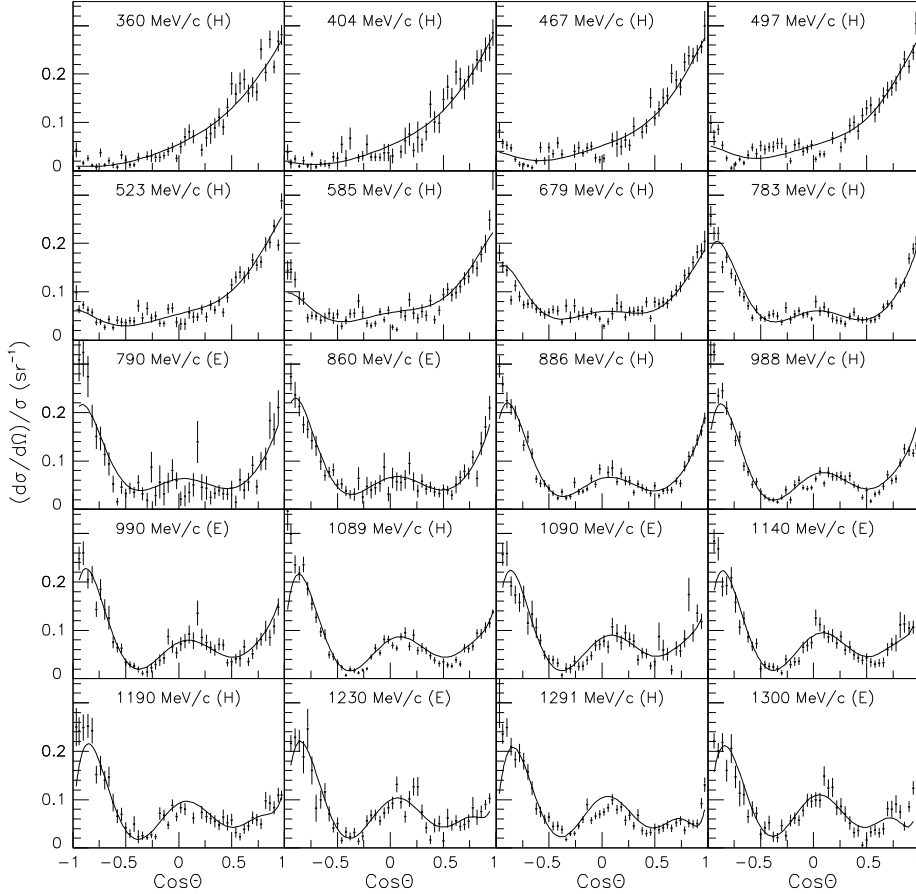 360 MeV/c (H) 404 MeV/c (H) 467 MeV/c (H) 497 MeV/c (H)
0.2
0.1
0
523 MeV/c (H) 585 MeV/c (H) 679 MeV/c (H) 783 MeV/c (H)
0.2
0.1
0
790 MeV/c (E) 860 MeV/c (E) 886 MeV/c (H) 988 MeV/c (H)
0.2
0.1
0
990 MeV/c (E) 1089 MeV/c (H) 1090 MeV/c (E) 1140 MeV/c (E)
0.2
0.1
0
1190 MeV/c (H) 1230 MeV/c (E) 1291 MeV/c (H) 1300 MeV/c (E)
0.2
0.1
0
(dσ/dΩ)/σ (sr⁻¹)
−1 −0.5 0 0.5 1 −0.5 0 0.5 1 −0.5 0 0.5 1 −0.5 0 0.5 1
CosΘ CosΘ CosΘ CosΘ